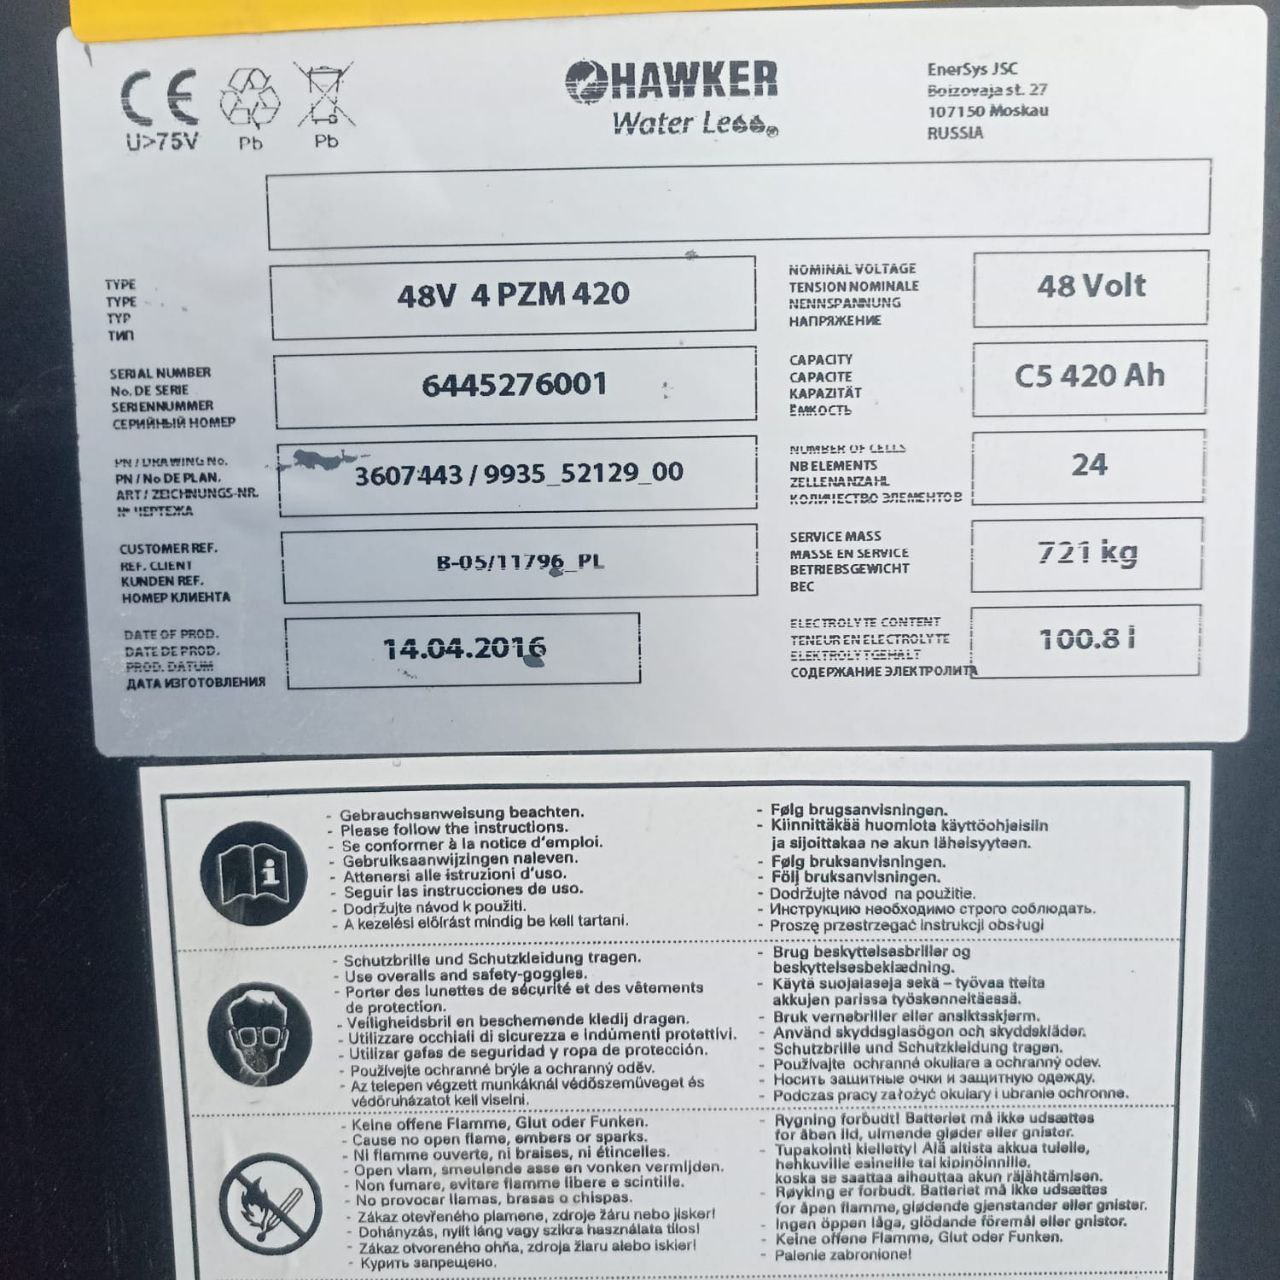 CE
U>75V
Pb
Pb
HAWKER
Water Less
EnerSys JSC
Boizovaja st. 27
107150 Moskau
RUSSIA
TYPE
TYPE
TYP
ТИП
48V 4 PZM 420
NOMINAL VOLTAGE
TENSION NOMINALE
NENNSPANNUNG
НАПРЯЖЕНИЕ
48 Volt
SERIAL NUMBER
No. DE SERIE
SERIENNUMMER
СЕРИЙНЫЙ НОМЕР
6445276001
CAPACITY
CAPACITE
KAPAZITÄT
ЁМКОСТЬ
C5 420 Ah
PN / DRAWING No.
PN / No DE PLAN.
ART / ZEICHNUNGS-NR.
№ ЧЕРТЕЖА
3607443 / 9935_52129_00
NUMBER OF CELLS
NB ELEMENTS
ZELLENANZAHL
КОЛИЧЕСТВО ЭЛЕМЕНТОВ
24
CUSTOMER REF.
REF. CLIENT
KUNDEN REF.
НОМЕР КЛИЕНТА
B-05/11796_PL
SERVICE MASS
MASSE EN SERVICE
BETRIEBSGEWICHT
ВЕС
721 kg
DATE OF PROD.
DATE DE PROD.
PROD. DATUM
ДАТА ИЗГОТОВЛЕНИЯ
14.04.2016
ELECTROLYTE CONTENT
TENEUR EN ELECTROLYTE
ELEKTROLYTGEHALT
СОДЕРЖАНИЕ ЭЛЕКТРОЛИТА
100.8 l
- Gebrauchsanweisung beachten.
- Please follow the instructions.
- Se conformer à la notice d'emploi.
- Gebruiksaanwijzingen naleven.
- Attenersi alle istruzioni d'uso.
- Seguir las instrucciones de uso.
- Dodržujte návod k použití.
- A kezelési előírást mindig be kell tartani.
- Følg brugsanvisningen.
- Kiinnittäkää huomiota käyttöohjeisiin
ja sijoittakaa ne akun läheisyyteen.
- Følg bruksanvisningen.
- Följ bruksanvisningen.
- Dodržujte návod na použitie.
- Инструкцию необходимо строго соблюдать.
- Proszę przestrzegać instrukcji obsługi
- Schutzbrille und Schutzkleidung tragen.
- Use overalls and safety-goggles.
- Porter des lunettes de sécurité et des vêtements
de protection.
- Veiligheidsbril en beschemende kledij dragen.
- Utilizzare occhiali di sicurezza e indumenti protettivi.
- Utilizar gafas de seguridad y ropa de protección.
- Používejte ochranné brýle a ochranný oděv.
- Az telepen végzett munkáknál védőszemüveget és
védőruházatot kell viselni.
- Brug beskyttelsesbriller og
beskyttelsesbeklædning.
- Käytä suojalaseja sekä – työvaa tteita
akkujen parissa työskenneltäessä.
- Bruk vernebriller eller ansiktsskjerm.
- Använd skyddsglasögon och skyddskläder.
- Schutzbrille und Schutzkleidung tragen.
- Používajte ochranné okuliare a ochranný odev.
- Носить защитные очки и защитную одежду.
- Podczas pracy założyć okulary i ubranie ochronne.
- Keine offene Flamme, Glut oder Funken.
- Cause no open flame, embers or sparks.
- Ni flamme ouverte, ni braises, ni étincelles.
- Open vlam, smeulende asse en vonken vermijden.
- Non fumare, evitare fiamme libere e scintille.
- No provocar llamas, brasas o chispas.
- Zákaz otevřeného plamene, zdroje žáru nebo jisker!
- Dohányzás, nyílt láng vagy szikra használata tilos!
- Zákaz otvoreného ohňa, zdroja žiaru alebo iskier!
- Курить запрещено.
- Rygning forbudt! Batteriet må ikke udsættes
for åben ild, ulmende gløder eller gnister.
- Tupakointi kielletty! Älä altista akkua tulelle,
hehkuville esineille tai kipinöinnille,
koska se saattaa aiheuttaa akun räjähtämisen.
- Røyking er forbudt. Batteriet må ikke udsættes
for åpen flamme, glødende gjenstander eller gnister.
- Ingen öppen låga, glödande föremål eller gnistor.
- Keine offene Flamme, Glut oder Funken.
- Palenie zabronione!